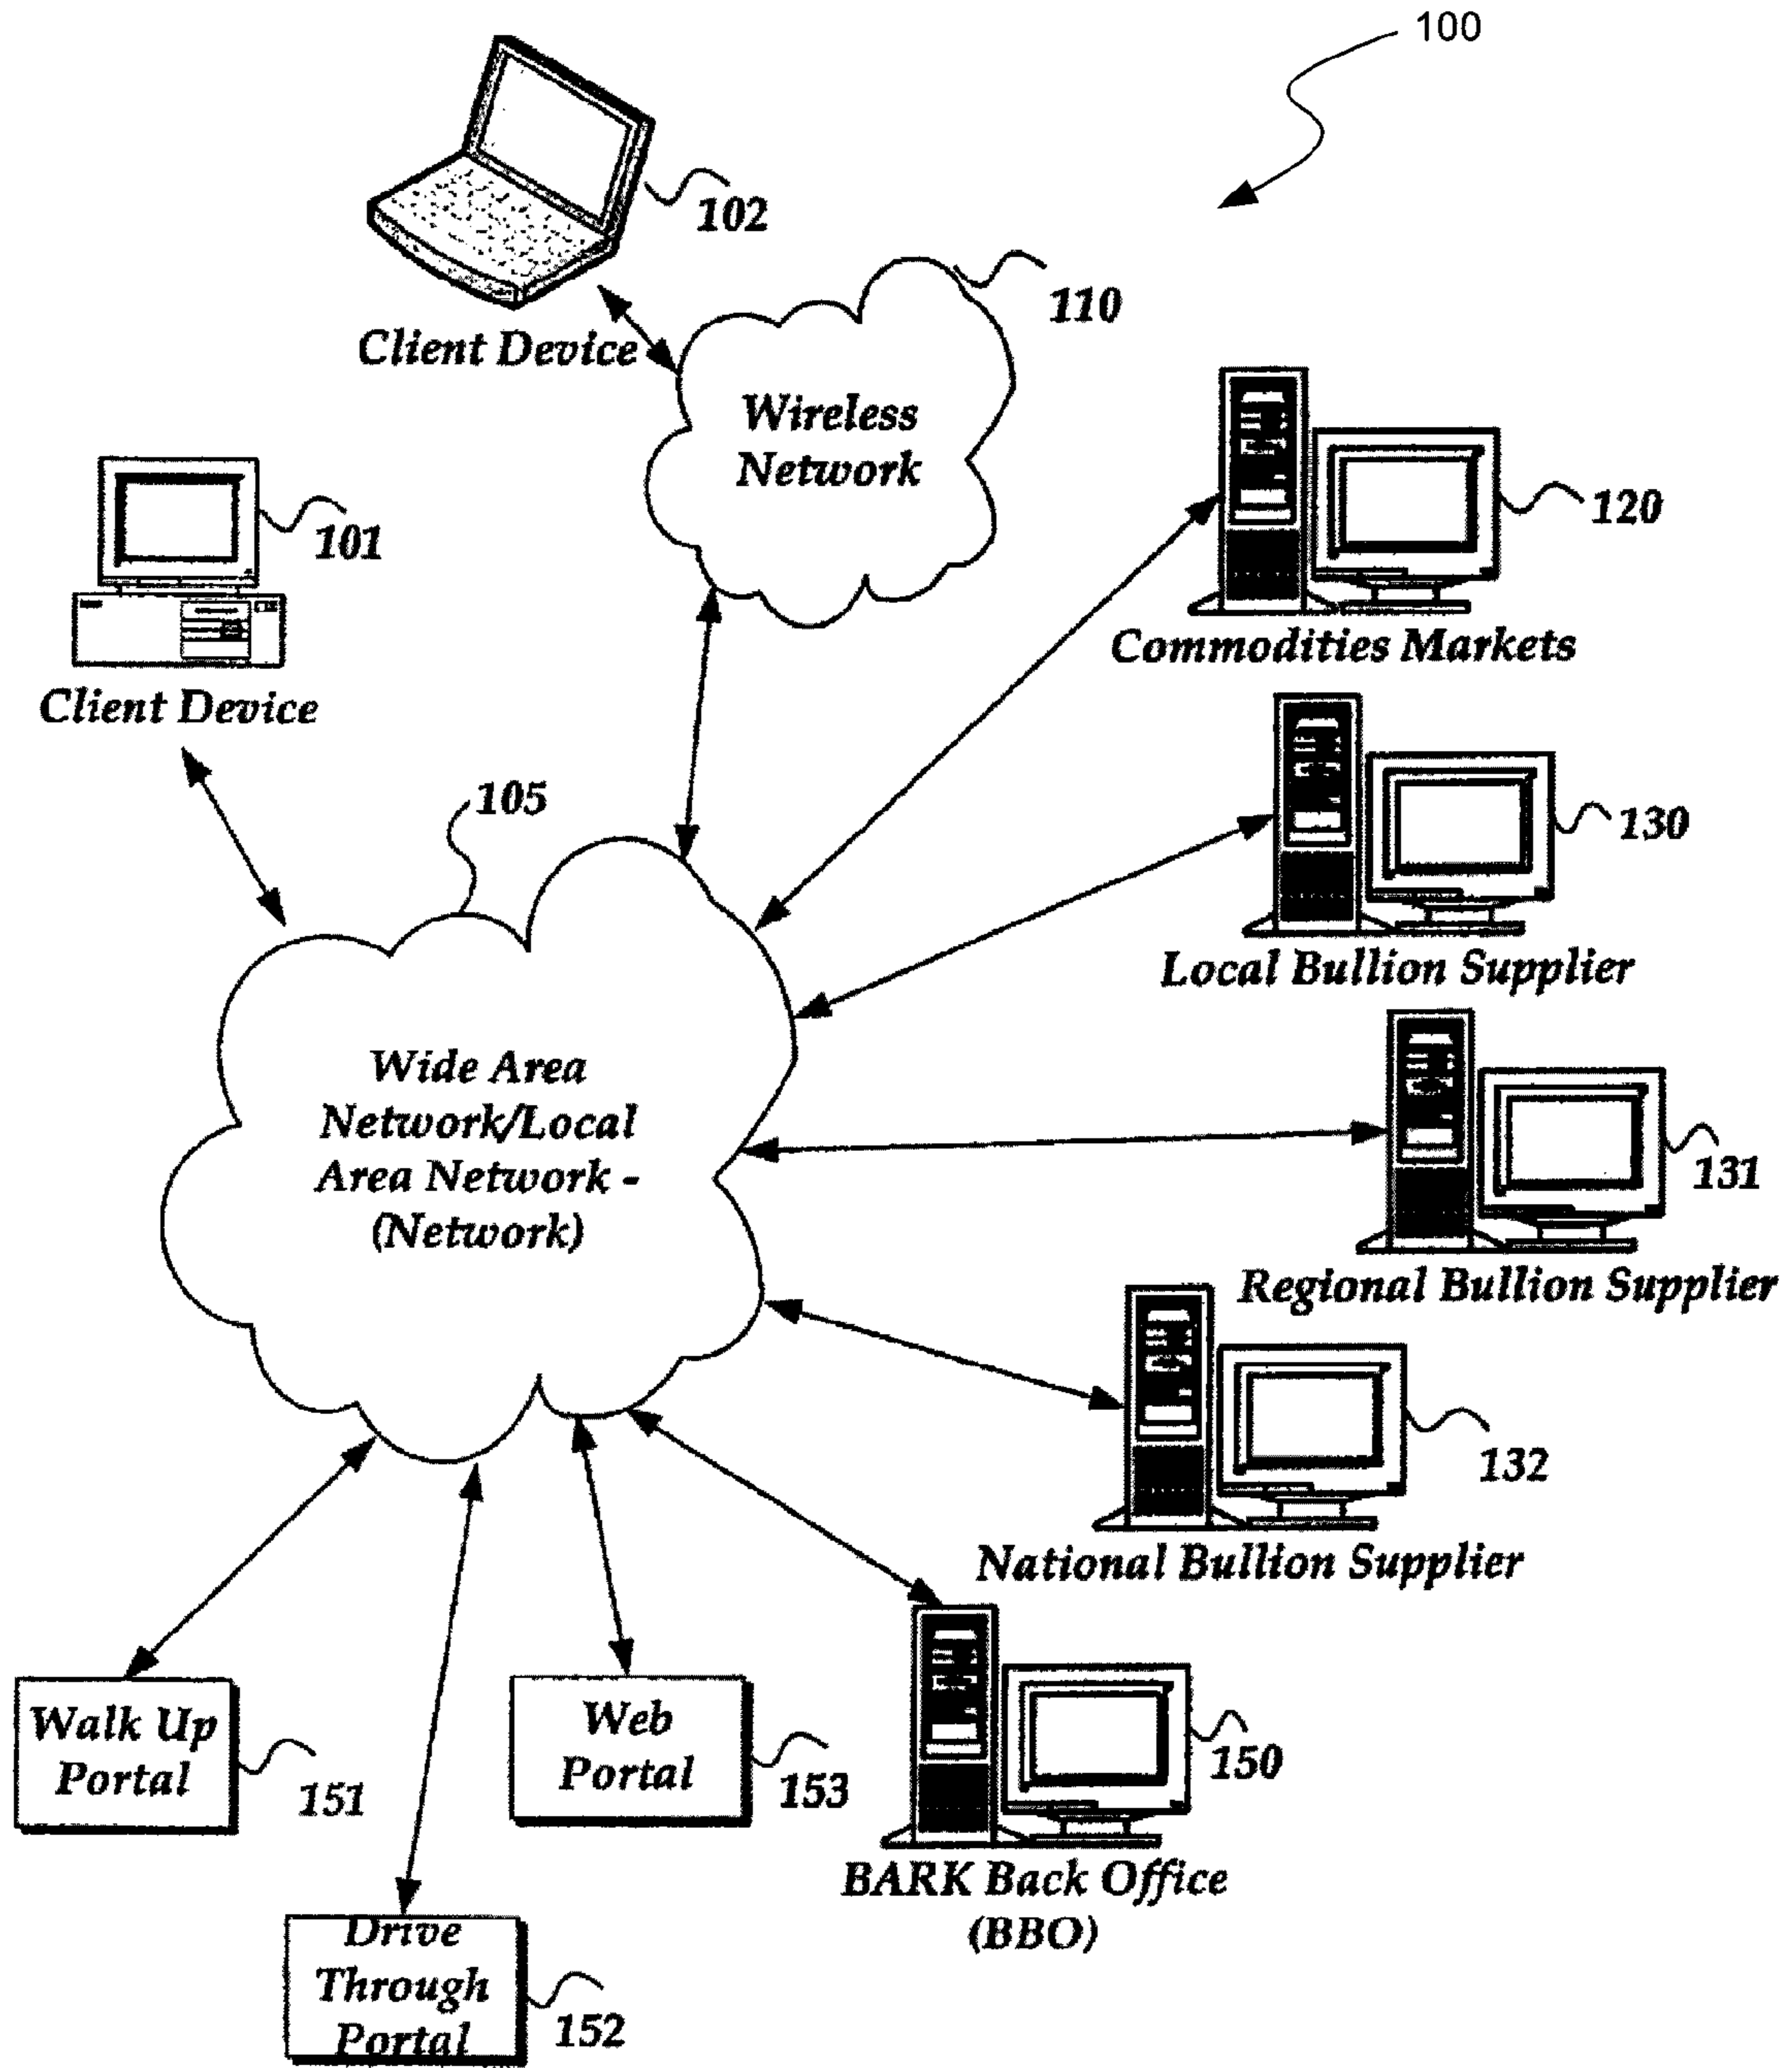 100
102
Client Device
110
Wireless
Network
101
Client Device
120
Commodities Markets
105
130
Local Bullion Supplier
Wide Area
Network/Local
Area Network -
(Network)
131
Regional Bullion Supplier
132
National Bullion Supplier
Walk Up
Portal
151
Web
Portal
153
150
BARK Back Office
(BBO)
Drive
Through
Portal
152